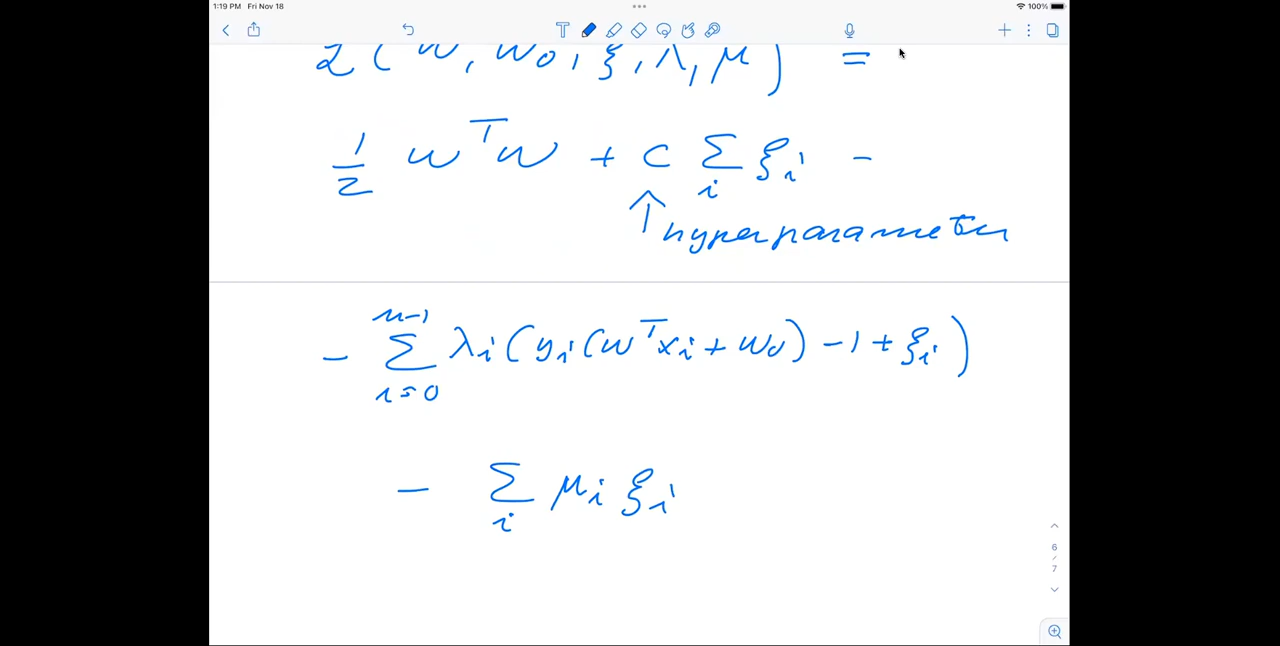 1:19 PM Fri Nov 18
100%
L(w, w0, ξ, λ, μ) =
1/2 w^T w + C Σ_i ξ_i -
↑ hyperparameter
- Σ_{i=0}^{n-1} λ_i (y_i (w^T x_i + w0) - 1 + ξ_i)
- Σ_i μ_i ξ_i
6
/
7